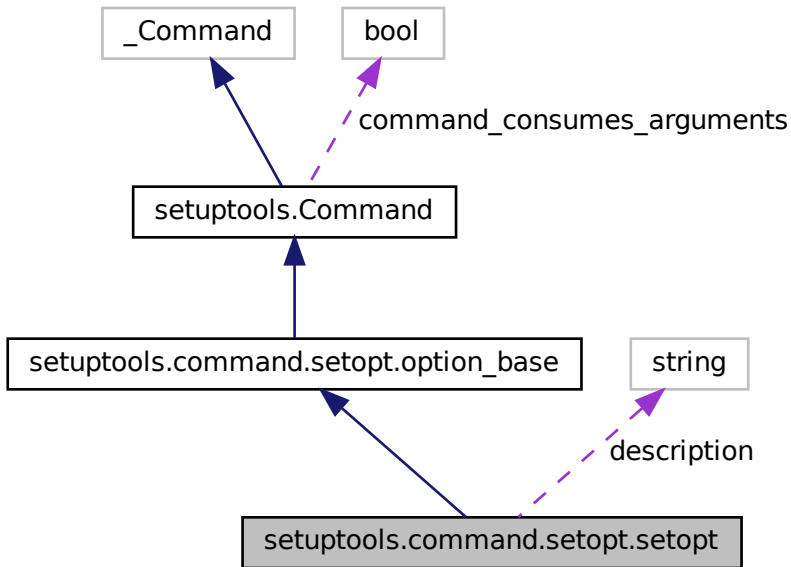 _Command
bool
command_consumes_arguments
setuptools.Command
setuptools.command.setopt.option_base
string
description
setuptools.command.setopt.setopt